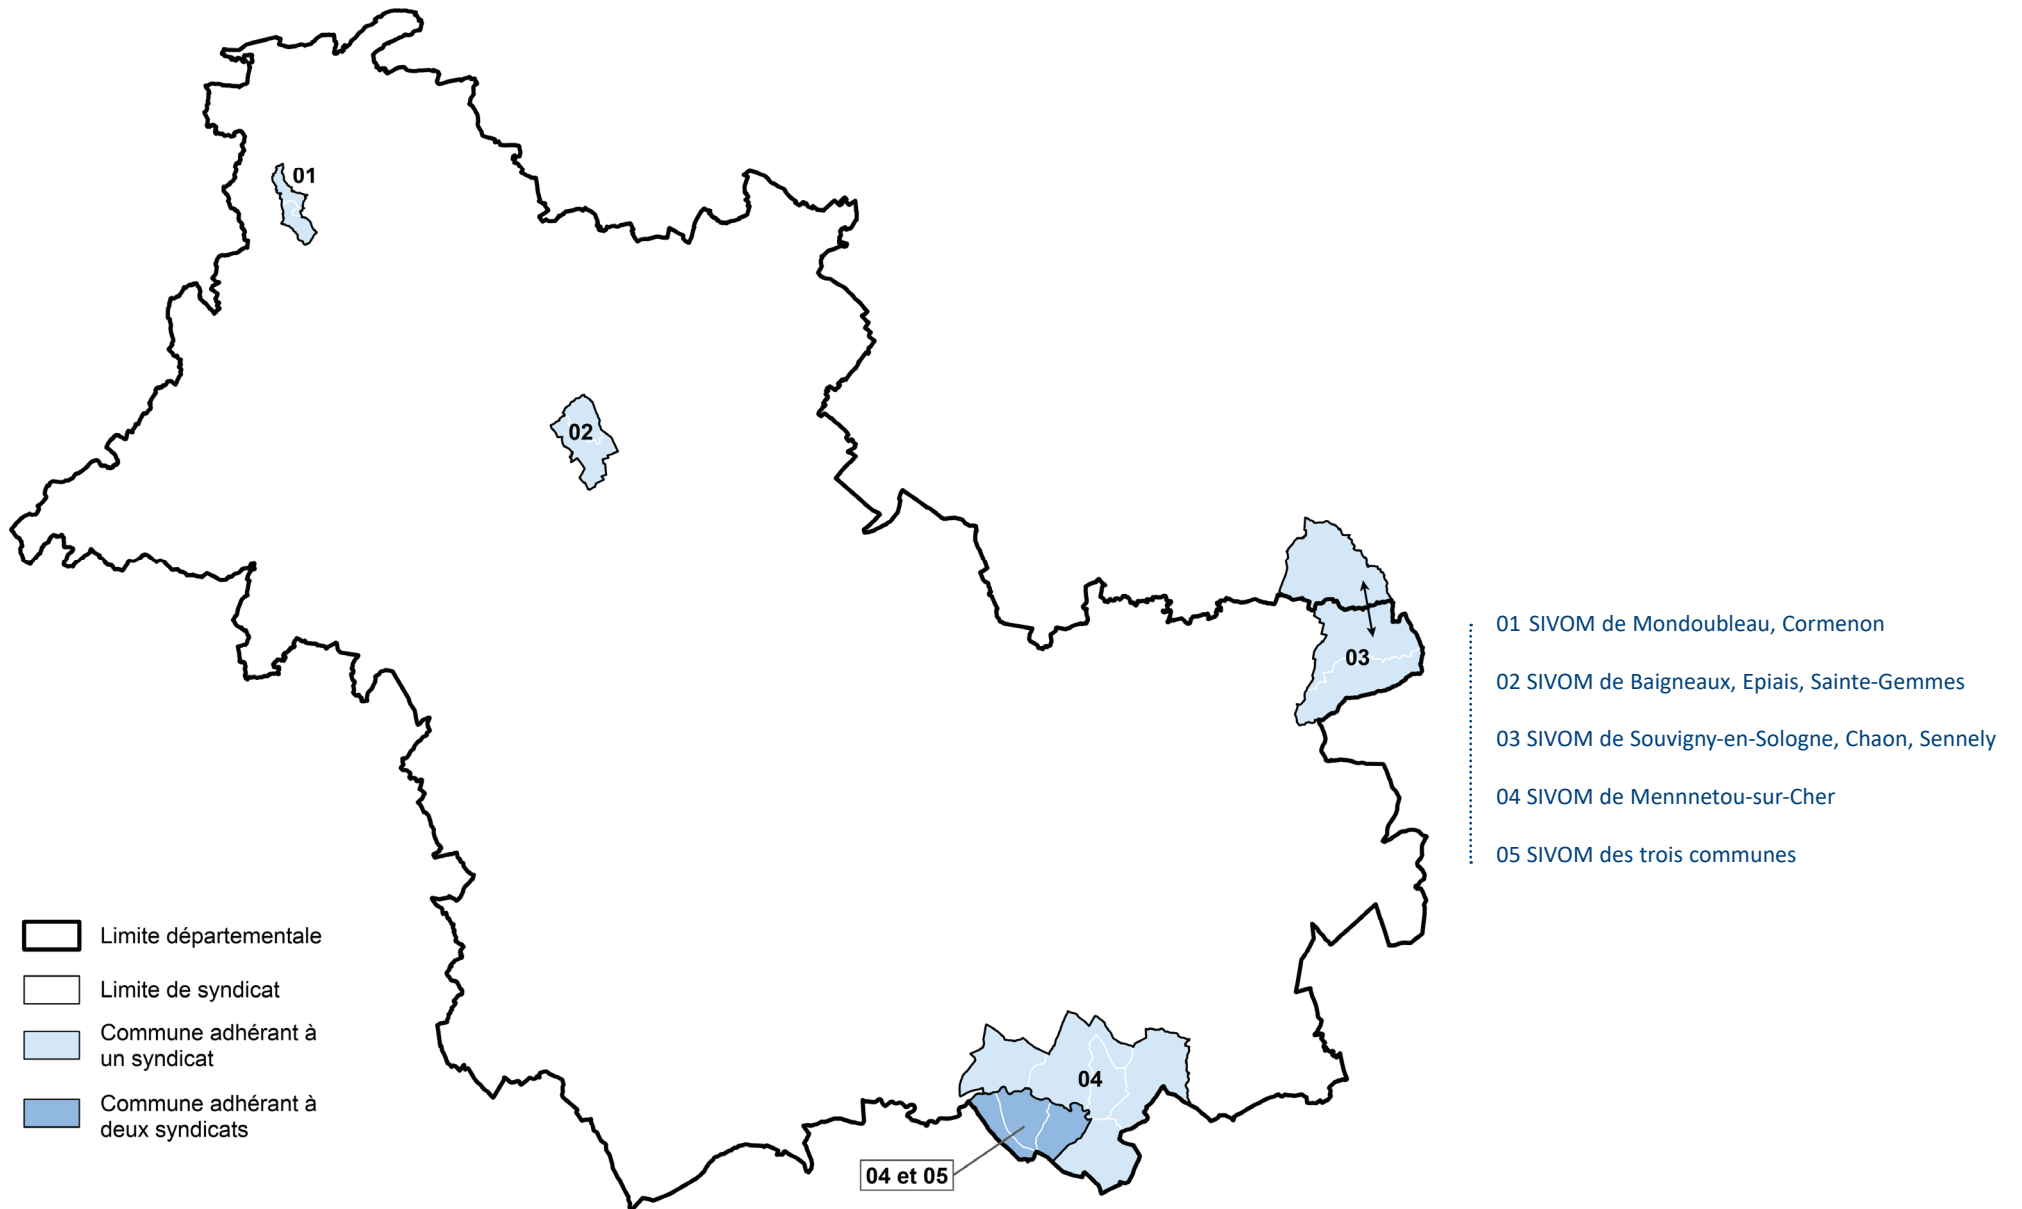 01
02
03
01 SIVOM de Mondoubleau, Cormenon
02 SIVOM de Baigneaux, Epiais, Sainte-Gemmes
03 SIVOM de Souvigny-en-Sologne, Chaon, Sennely
04 SIVOM de Mennnetou-sur-Cher
05 SIVOM des trois communes
Limite départementale
Limite de syndicat
Commune adhérant à
un syndicat
Commune adhérant à
deux syndicats
04
04 et 05